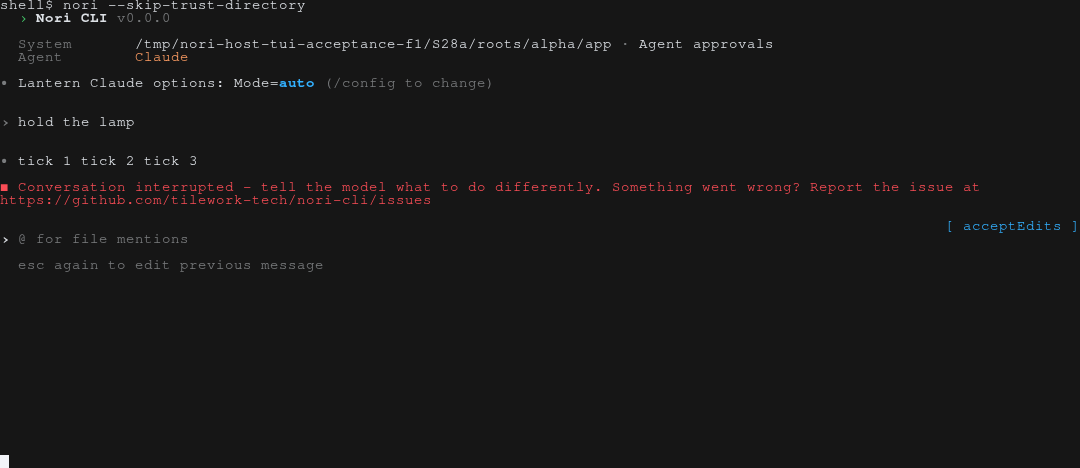 shell$ nori --skip-trust-directory
› Nori CLI v0.0.0
System /tmp/nori-host-tui-acceptance-f1/S28a/roots/alpha/app · Agent approvals
Agent Claude
• Lantern Claude options: Mode=auto (/config to change)
› hold the lamp
• tick 1 tick 2 tick 3
■ Conversation interrupted - tell the model what to do differently. Something went wrong? Report the issue at
https://github.com/tilework-tech/nori-cli/issues
[ acceptEdits ]
› @ for file mentions
esc again to edit previous message